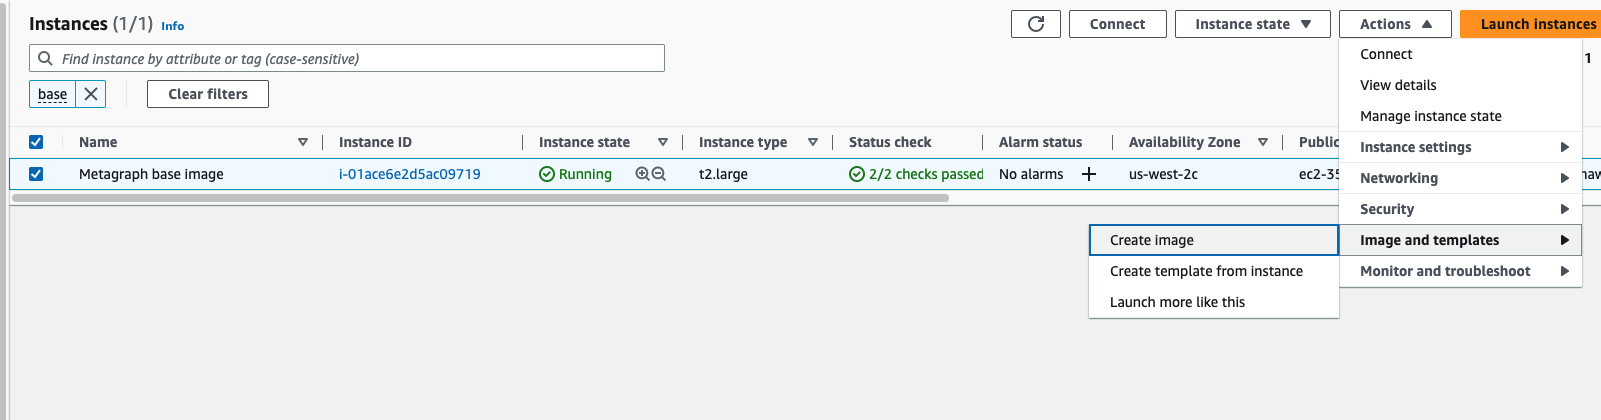 Instances (1/1) Info
Connect
Instance state
Actions
Launch instances
Find instance by attribute or tag (case-sensitive)
1
base
Clear filters
Name Instance ID Instance state Instance type Status check Alarm status Availability Zone Public
Metagraph base image i-01ace6e2d5ac09719 Running t2.large 2/2 checks passed No alarms us-west-2c ec2-35
Connect
View details
Manage instance state
Instance settings
Networking
Security
Image and templates
Monitor and troubleshoot
Create image
Create template from instance
Launch more like this